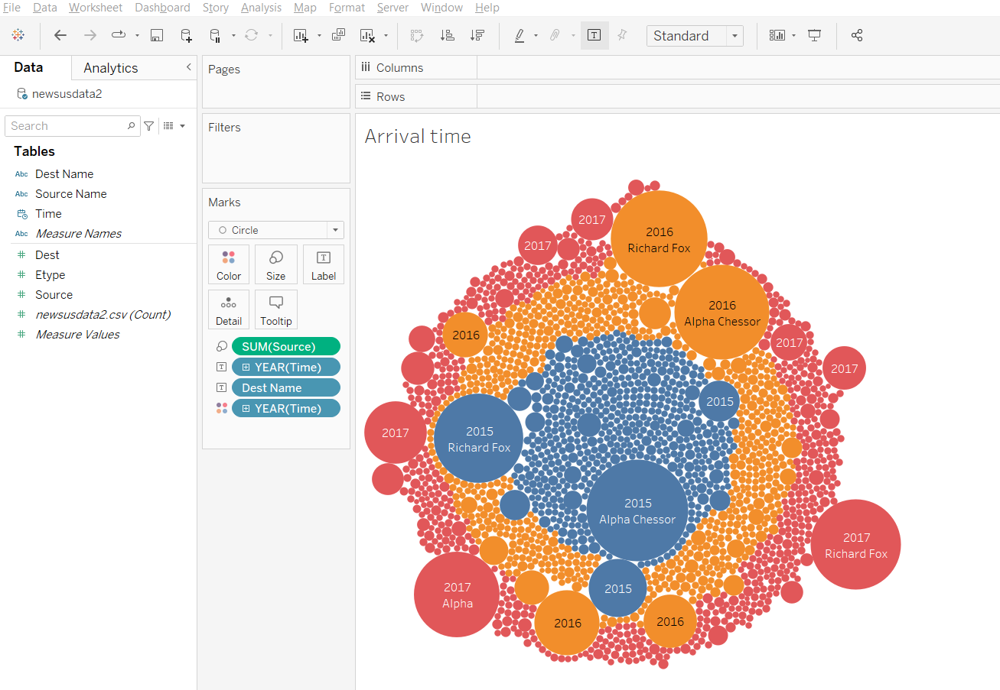 File Data Worksheet Dashboard Story Analysis Map Format Server Window Help
Standard
Data
Analytics
newsusdata2
Search
Tables
Abc Dest Name
Abc Source Name
Time
Abc Measure Names
# Dest
# Etype
# Source
# newsusdata2.csv (Count)
# Measure Values
Pages
Filters
Marks
Circle
Color Size Label
T
Detail Tooltip
SUM(Source)
T YEAR(Time)
T Dest Name
YEAR(Time)
Columns
Rows
Arrival time
2017
2016
Richard Fox
2017
2016
Alpha Chessor
2016
2017
2017
2015
2017
2015
Richard Fox
2015
Alpha Chessor
2017
Richard Fox
2017
Alpha
2015
2016
2016